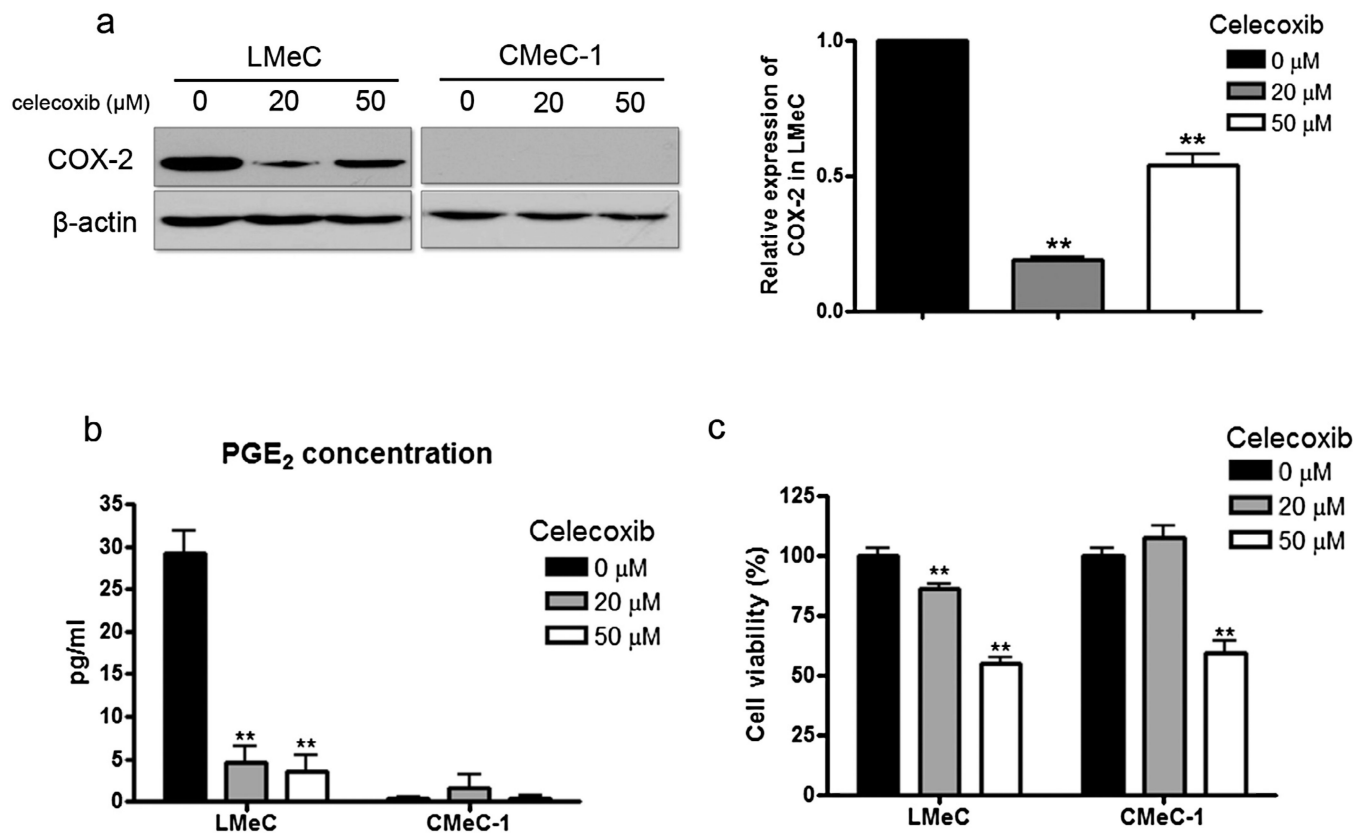 a
LMeC CMeC-1
celecoxib (μM) 0 20 50 0 20 50
COX-2
β-actin
Relative expression of
COX-2 in LMeC
1.0
0.5
0.0
** **
Celecoxib
0 μM
20 μM
50 μM
b
PGE₂ concentration
pg/ml
35
30
25
20
15
10
5
0
** **
LMeC CMeC-1
Celecoxib
0 μM
20 μM
50 μM
c
Cell viability (%)
125
100
75
50
25
0
** ** **
LMeC CMeC-1
Celecoxib
0 μM
20 μM
50 μM